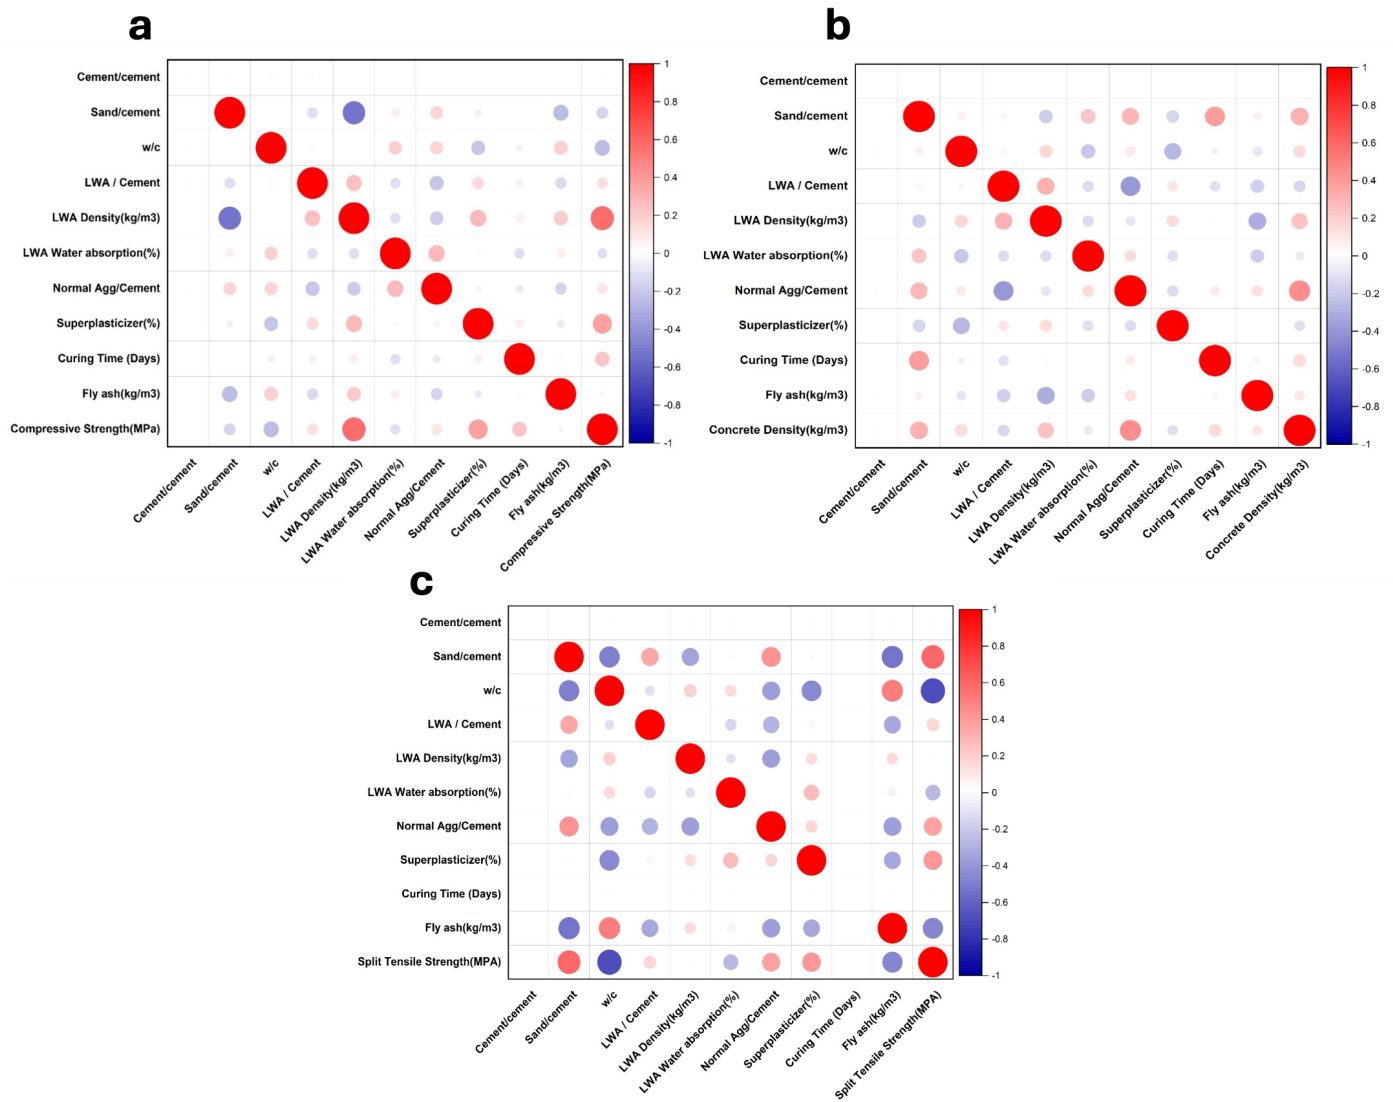 a
Cement/cement
Sand/cement
w/c
LWA / Cement
LWA Density(kg/m3)
LWA Water absorption(%)
Normal Agg/Cement
Superplasticizer(%)
Curing Time (Days)
Fly ash(kg/m3)
Compressive Strength(MPa)
1
0.8
0.6
0.4
0.2
0
-0.2
-0.4
-0.6
-0.8
-1
Cement/cement
Sand/cement
w/c
LWA / Cement
LWA Density(kg/m3)
LWA Water absorption(%)
Normal Agg/Cement
Superplasticizer(%)
Curing Time (Days)
Fly ash(kg/m3)
Compressive Strength(MPa)
b
Cement/cement
Sand/cement
w/c
LWA / Cement
LWA Density(kg/m3)
LWA Water absorption(%)
Normal Agg/Cement
Superplasticizer(%)
Curing Time (Days)
Fly ash(kg/m3)
Concrete Density(kg/m3)
1
0.8
0.6
0.4
0.2
0
-0.2
-0.4
-0.6
-0.8
-1
Cement/cement
Sand/cement
w/c
LWA / Cement
LWA Density(kg/m3)
LWA Water absorption(%)
Normal Agg/Cement
Superplasticizer(%)
Curing Time (Days)
Fly ash(kg/m3)
Concrete Density(kg/m3)
c
Cement/cement
Sand/cement
w/c
LWA / Cement
LWA Density(kg/m3)
LWA Water absorption(%)
Normal Agg/Cement
Superplasticizer(%)
Curing Time (Days)
Fly ash(kg/m3)
Split Tensile Strength(MPA)
1
0.8
0.6
0.4
0.2
0
-0.2
-0.4
-0.6
-0.8
-1
Cement/cement
Sand/cement
w/c
LWA / Cement
LWA Density(kg/m3)
LWA Water absorption(%)
Normal Agg/Cement
Superplasticizer(%)
Curing Time (Days)
Fly ash(kg/m3)
Split Tensile Strength(MPA)